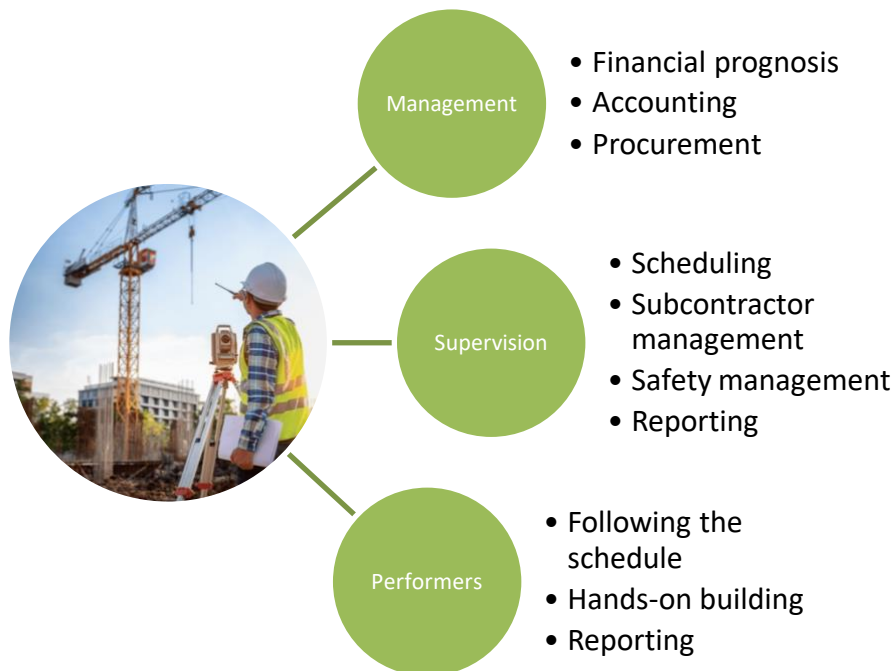 Management
• Financial prognosis
• Accounting
• Procurement
Supervision
• Scheduling
• Subcontractor
management
• Safety management
• Reporting
Performers
• Following the
schedule
• Hands-on building
• Reporting